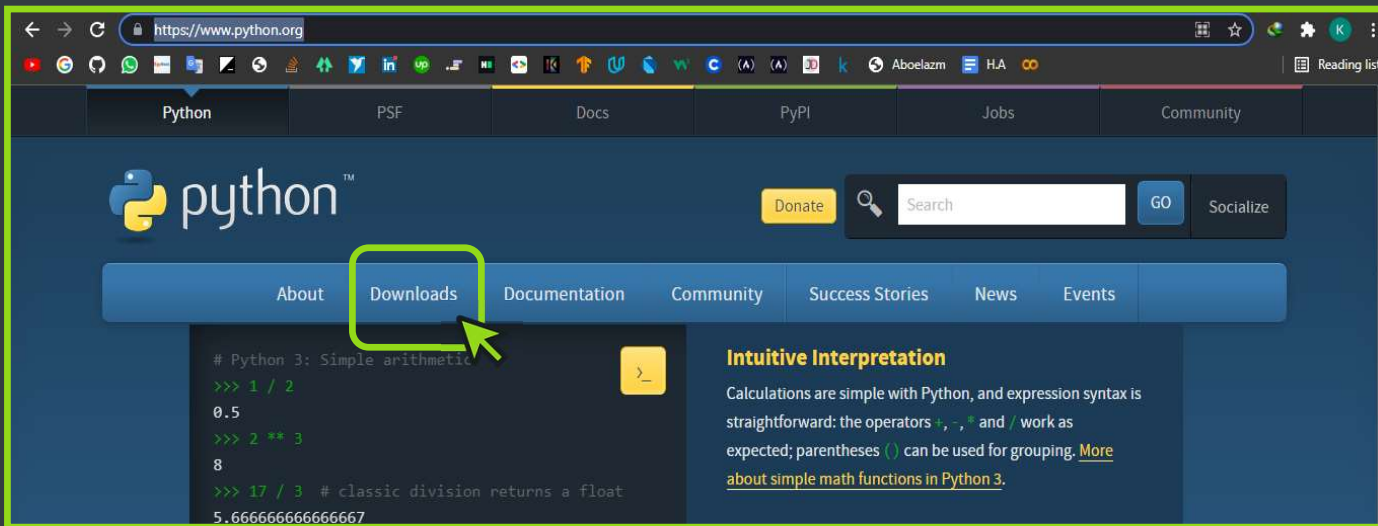 https://www.python.org
K
Aboelazm
H.A
Reading list
Python
PSF
Docs
PyPI
Jobs
Community
python™
Donate
Search
GO
Socialize
About
Downloads
Documentation
Community
Success Stories
News
Events
# Python 3: Simple arithmetic
>>> 1 / 2
0.5
>>> 2 ** 3
8
>>> 17 / 3 # classic division returns a float
5.666666666666667
>_
Intuitive Interpretation
Calculations are simple with Python, and expression syntax is
straightforward: the operators +, -, * and / work as
expected; parentheses () can be used for grouping. More
about simple math functions in Python 3.